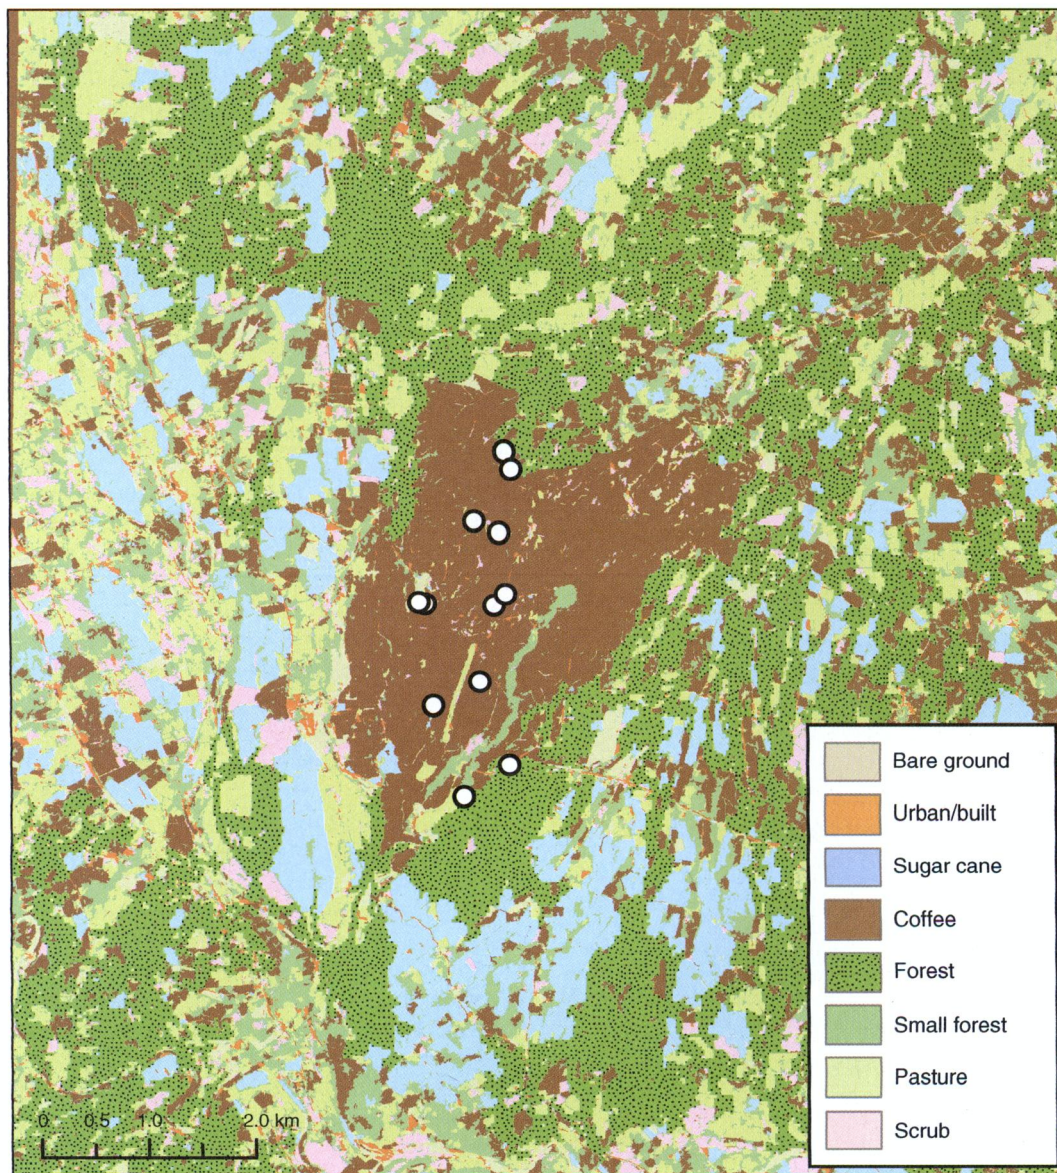 Bare ground
Urban/built
Sugar cane
Coffee
Forest
Small forest
Pasture
Scrub
0 0.5 1.0 2.0 km